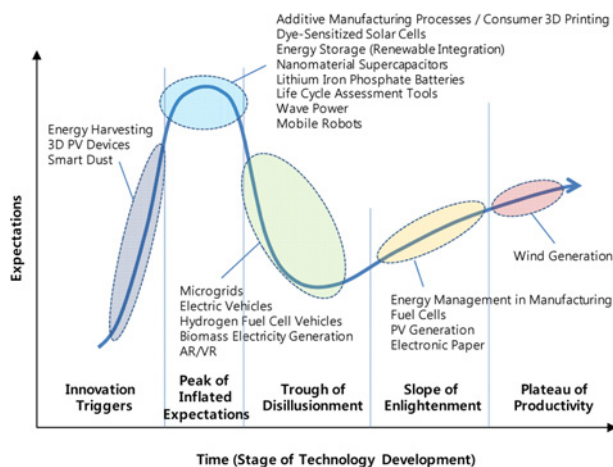 Additive Manufacturing Processes / Consumer 3D Printing
Dye-Sensitized Solar Cells
Energy Storage (Renewable Integration)
Nanomaterial Supercapacitors
Lithium Iron Phosphate Batteries
Life Cycle Assessment Tools
Wave Power
Mobile Robots
Energy Harvesting
3D PV Devices
Smart Dust
Expectations
Wind Generation
Microgrids
Electric Vehicles
Hydrogen Fuel Cell Vehicles
Biomass Electricity Generation
AR/VR
Energy Management in Manufacturing
Fuel Cells
PV Generation
Electronic Paper
Innovation
Triggers
Peak of
Inflated
Expectations
Trough of
Disillusionment
Slope of
Enlightenment
Plateau of
Productivity
Time (Stage of Technology Development)